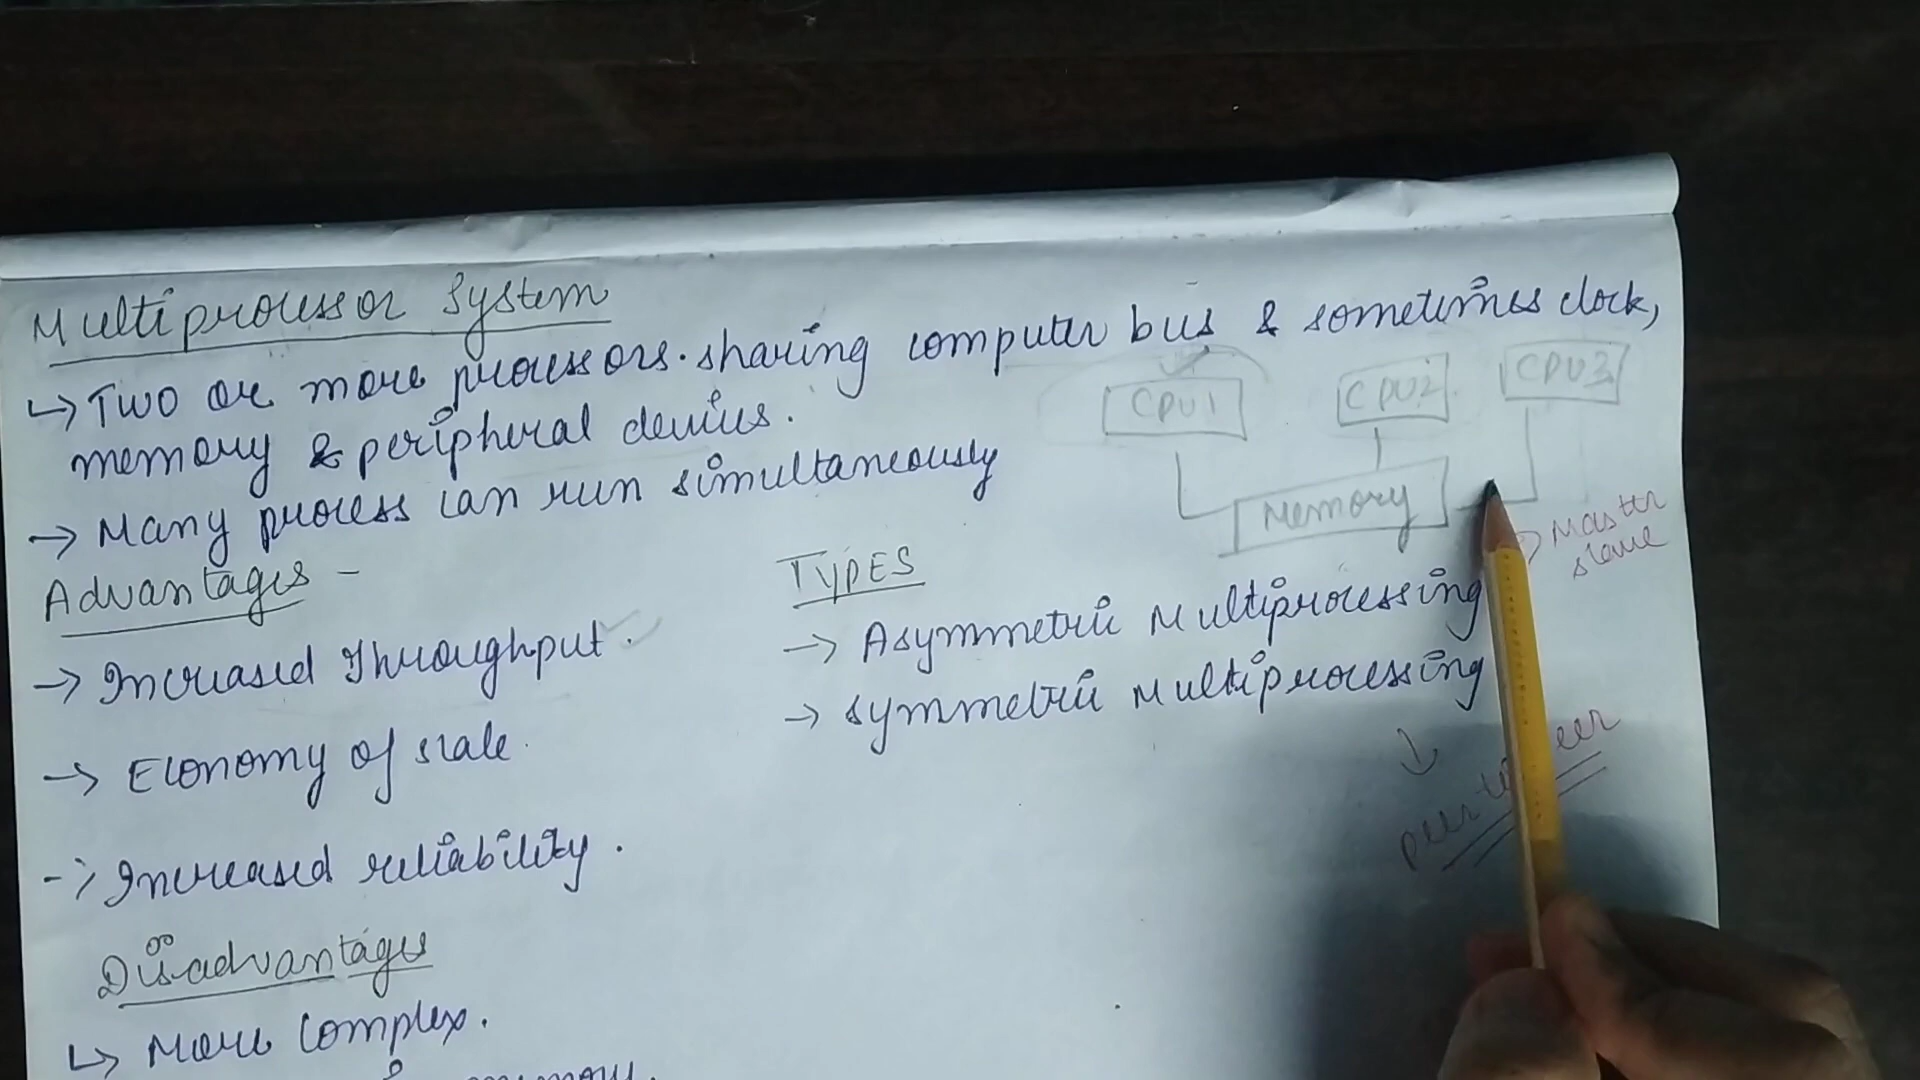 Multiprocessor System
↳ Two or more processors. sharing computer bus & sometimes clock,
memory & peripheral devices.
→ Many process can run simultaneously
CPU1
CPU2
CPU3
Memory
Advantages -
→ Increased Throughput.
→ Economy of scale.
→ Increased reliability.
TYPES
→ Asymmetric Multiprocessing
→ Master
slave
→ Symmetric Multiprocessing
↓
Disadvantages
↳ More Complex.
memory.